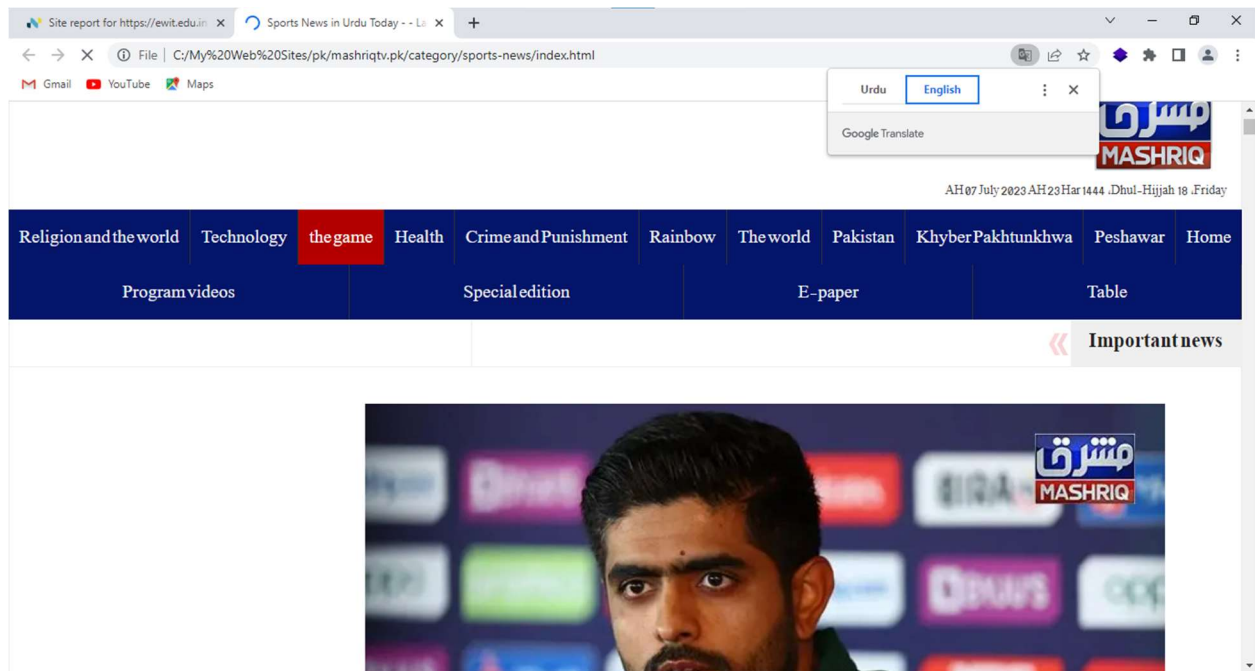 Site report for https://ewit.edu.in
Sports News in Urdu Today - - La
File | C:/My%20Web%20Sites/pk/mashriqtv.pk/category/sports-news/index.html
Gmail YouTube Maps
Urdu English
Google Translate
مشرق
MASHRIQ
AH 07 July 2023 AH 23 Har 1444 ،Dhul-Hijjah 18 ،Friday
Religion and the world Technology the game Health Crime and Punishment Rainbow The world Pakistan Khyber Pakhtunkhwa Peshawar Home
Program videos Special edition E-paper Table
Important news
مشرق
MASHRIQ